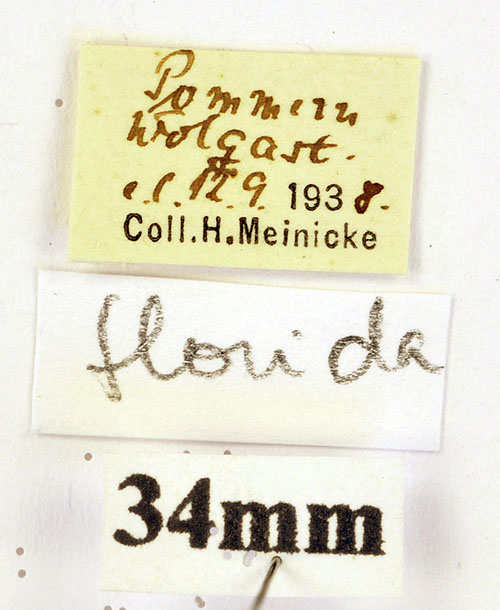 Pommern
Wolgast.
e.l. 12.9. 1938.
Coll.H.Meinicke
florida
34mm